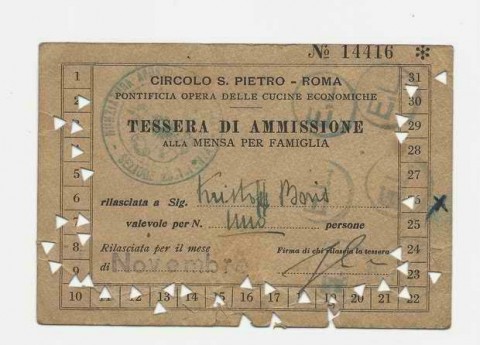 No 14416 *
CIRCOLO S. PIETRO - ROMA
PONTIFICIA OPERA DELLE CUCINE ECONOMICHE
TESSERA DI AMMISSIONE
ALLA MENSA PER FAMIGLIA
rilasciata a Sig.
valevole per N. persone
Rilasciata per il mese
di Novembre
Firma di chi rilascia la tessera
1
2
3
4
5
6
7
8
9
10 11 12 13 14 15 16 17 18 19 20 21 22
31
30
29
28
27
26
25
24
23